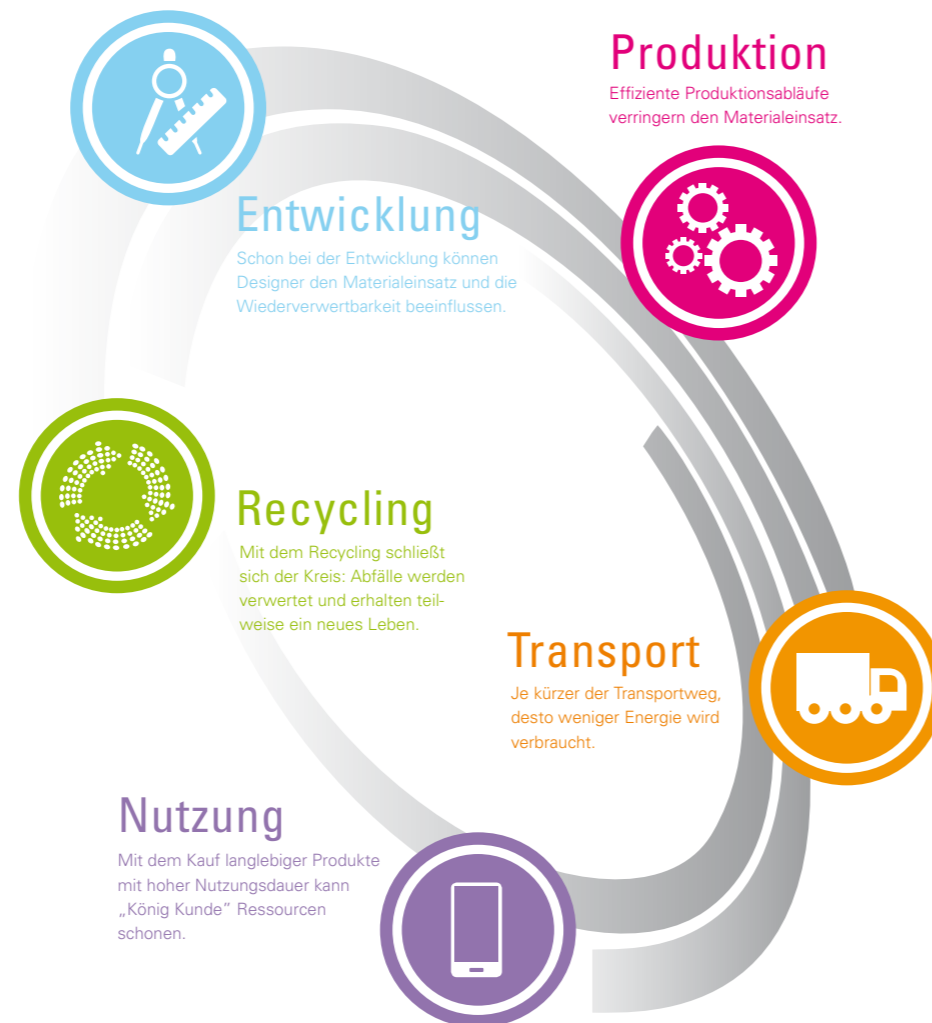 Produktion
Effiziente Produktionsabläufe
verringern den Materialeinsatz.
Entwicklung
Schon bei der Entwicklung können
Designer den Materialeinsatz und die
Wiederverwertbarkeit beeinflussen.
Recycling
Mit dem Recycling schließt
sich der Kreis: Abfälle werden
verwertet und erhalten teil-
weise ein neues Leben.
Transport
Je kürzer der Transportweg,
desto weniger Energie wird
verbraucht.
Nutzung
Mit dem Kauf langlebiger Produkte
mit hoher Nutzungsdauer kann
„König Kunde” Ressourcen
schonen.